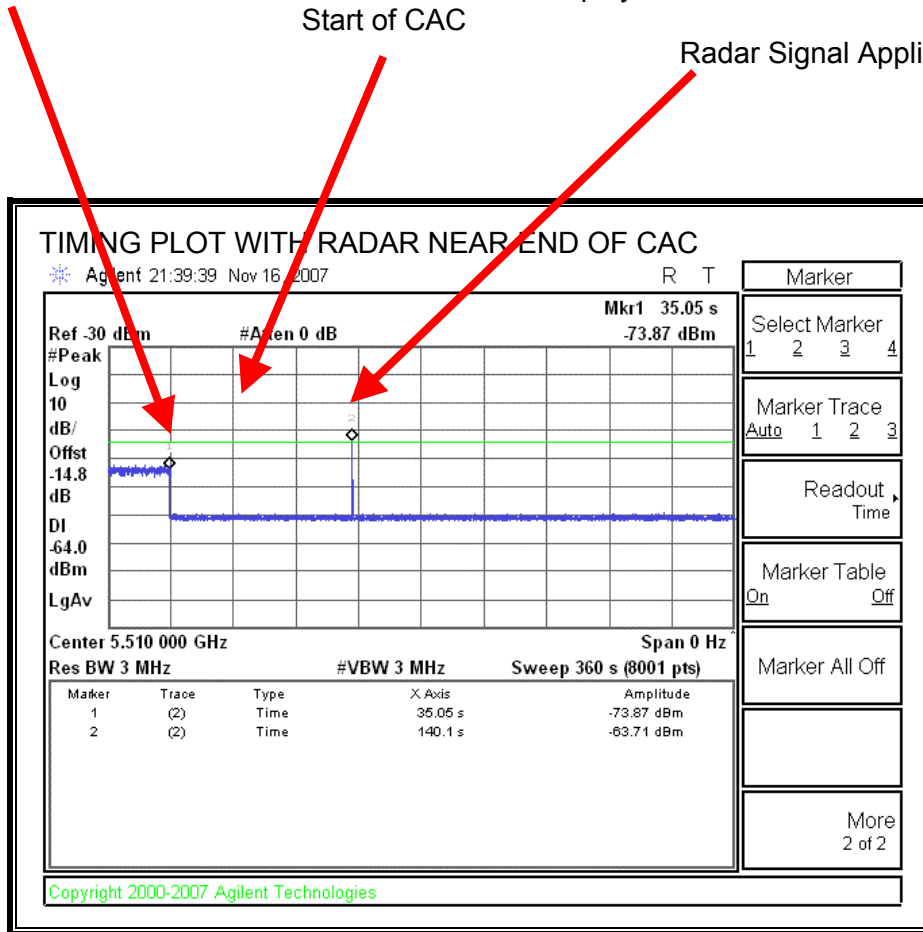 Start of CAC
Radar Signal Appli
TIMING PLOT WITH RADAR NEAR END OF CAC
Agilent 21:39:39 Nov 16, 2007 R T
Mkr1 35.05 s
Ref -30 dBm #Atten 0 dB -73.87 dBm
#Peak
Log
10
dB/
Offst
-14.8
dB
DI
-64.0
dBm
LgAv
1
2
Center 5.510 000 GHz Span 0 Hz^
Res BW 3 MHz #VBW 3 MHz Sweep 360 s (8001 pts)
Marker Trace Type X Axis Amplitude
1 (2) Time 35.05 s -73.87 dBm
2 (2) Time 140.1 s -63.71 dBm
Copyright 2000-2007 Agilent Technologies
Marker
Select Marker
1 2 3 4
Marker Trace
Auto 1 2 3
Readout
Time
Marker Table
On Off
Marker All Off
More
2 of 2